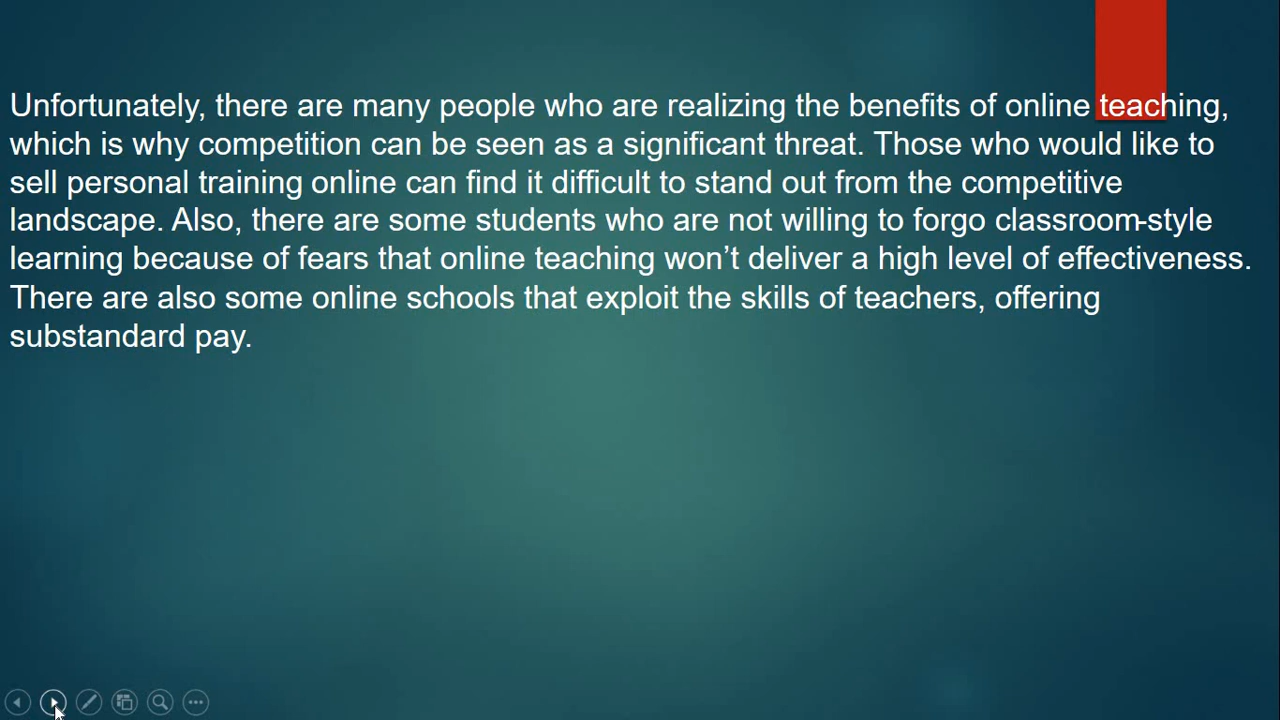 Unfortunately, there are many people who are realizing the benefits of online teaching,
which is why competition can be seen as a significant threat. Those who would like to
sell personal training online can find it difficult to stand out from the competitive
landscape. Also, there are some students who are not willing to forgo classroom-style
learning because of fears that online teaching won’t deliver a high level of effectiveness.
There are also some online schools that exploit the skills of teachers, offering
substandard pay.